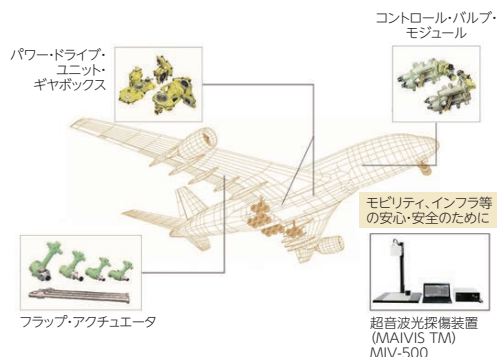 コントロール・バルブ・
モジュール
パワー・ドライブ・
ユニット・
ギヤボックス
モビリティ、インフラ等
の安心・安全のために
フラップ・アクチュエータ
超音波光探傷装置
(MAIVIS TM)
MIV-500